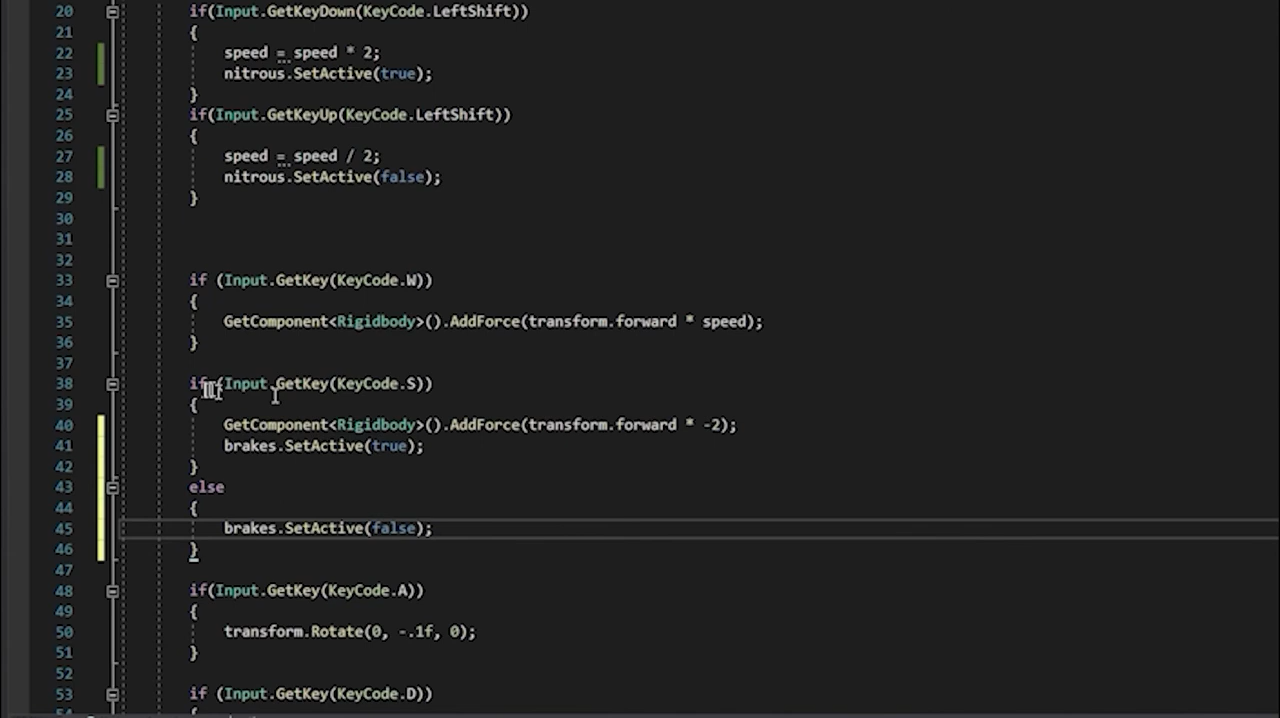 20 if(Input.GetKeyDown(KeyCode.LeftShift))
21 {
22 speed = speed * 2;
23 nitrous.SetActive(true);
24 }
25 if(Input.GetKeyUp(KeyCode.LeftShift))
26 {
27 speed = speed / 2;
28 nitrous.SetActive(false);
29 }
30
31
32
33 if (Input.GetKey(KeyCode.W))
34 {
35 GetComponent<Rigidbody>().AddForce(transform.forward * speed);
36 }
37
38 if (Input.GetKey(KeyCode.S))
39 {
40 GetComponent<Rigidbody>().AddForce(transform.forward * -2);
41 brakes.SetActive(true);
42 }
43 else
44 {
45 brakes.SetActive(false);
46 }
47
48 if(Input.GetKey(KeyCode.A))
49 {
50 transform.Rotate(0, -.1f, 0);
51 }
52
53 if (Input.GetKey(KeyCode.D))